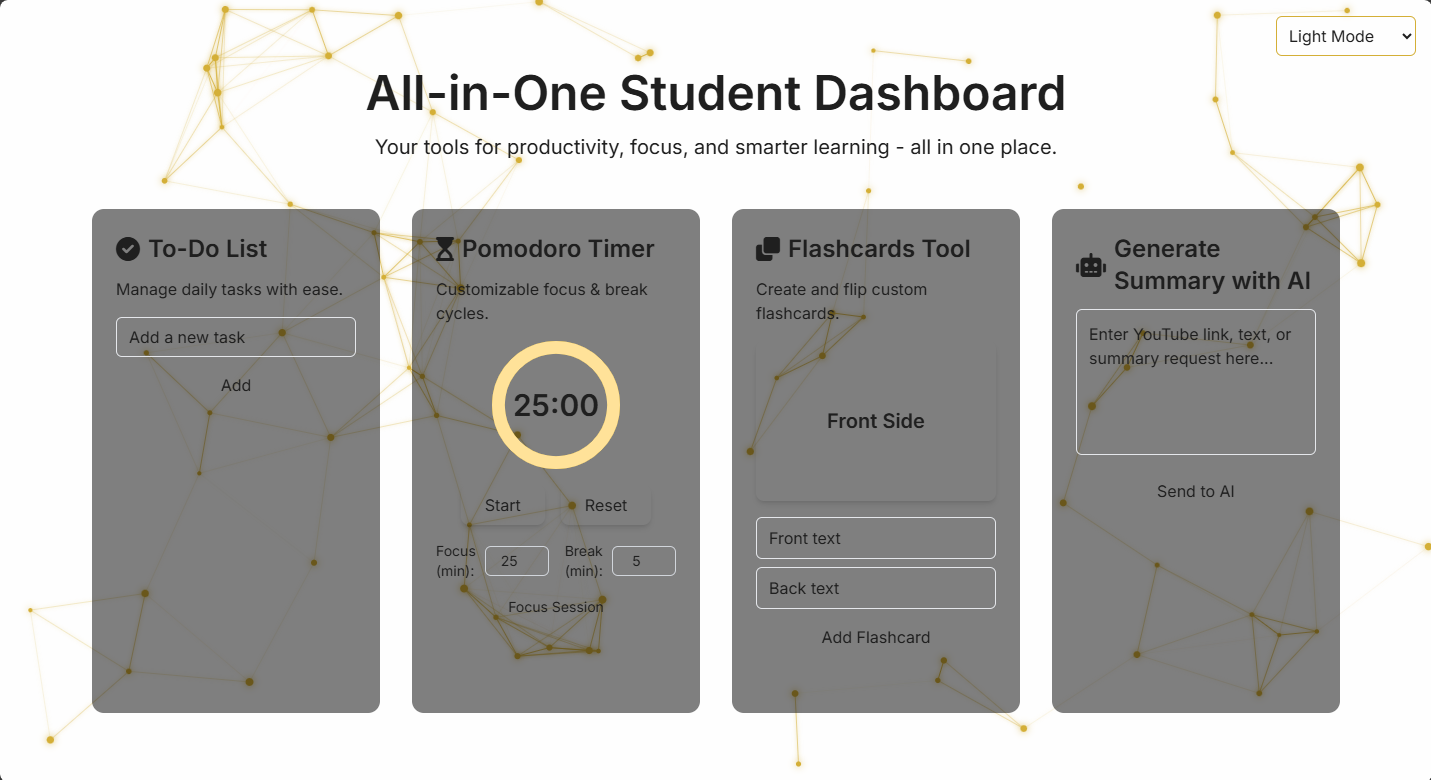 Light Mode
All-in-One Student Dashboard
Your tools for productivity, focus, and smarter learning - all in one place.
To-Do List
Manage daily tasks with ease.
Add a new task
Add
Pomodoro Timer
Customizable focus & break
cycles.
25:00
Start
Reset
Focus
(min):
25
Break
(min):
5
Focus Session
Flashcards Tool
Create and flip custom
flashcards.
Front Side
Front text
Back text
Add Flashcard
Generate
Summary with AI
Enter YouTube link, text, or
summary request here...
Send to AI